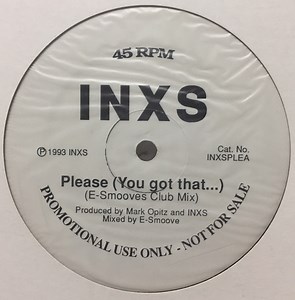 45 RPM
INXS
℗ 1993 INXS
Cat. No.
INXSPLEA
Please (You got that...)
(E-Smooves Club Mix)
Produced by Mark Opitz and INXS
Mixed by E-Smoove
PROMOTIONAL USE ONLY - NOT FOR SALE